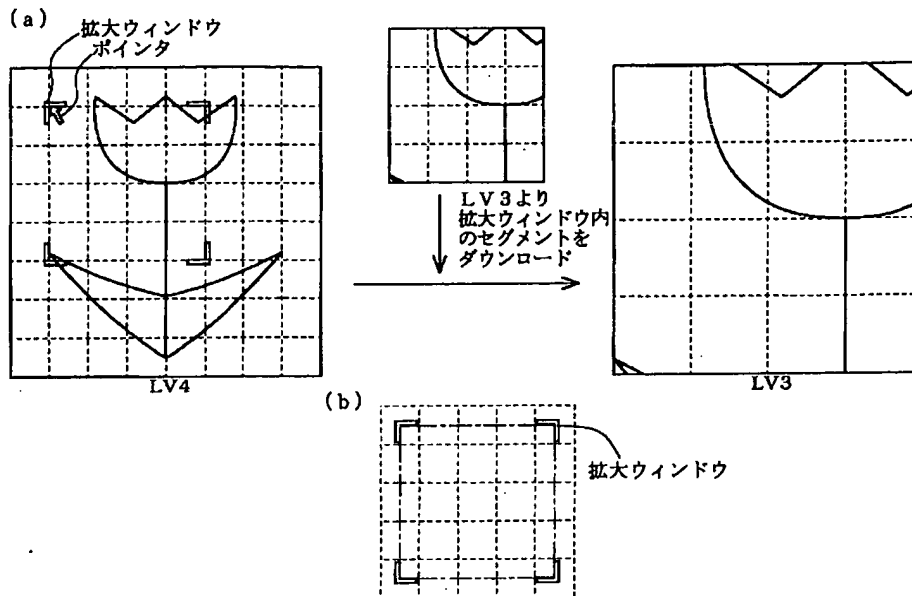 (a)
拡大ウィンドウ
ポインタ
LV3より
拡大ウィンドウ内
のセグメントを
ダウンロード
LV4
LV3
(b)
拡大ウィンドウ